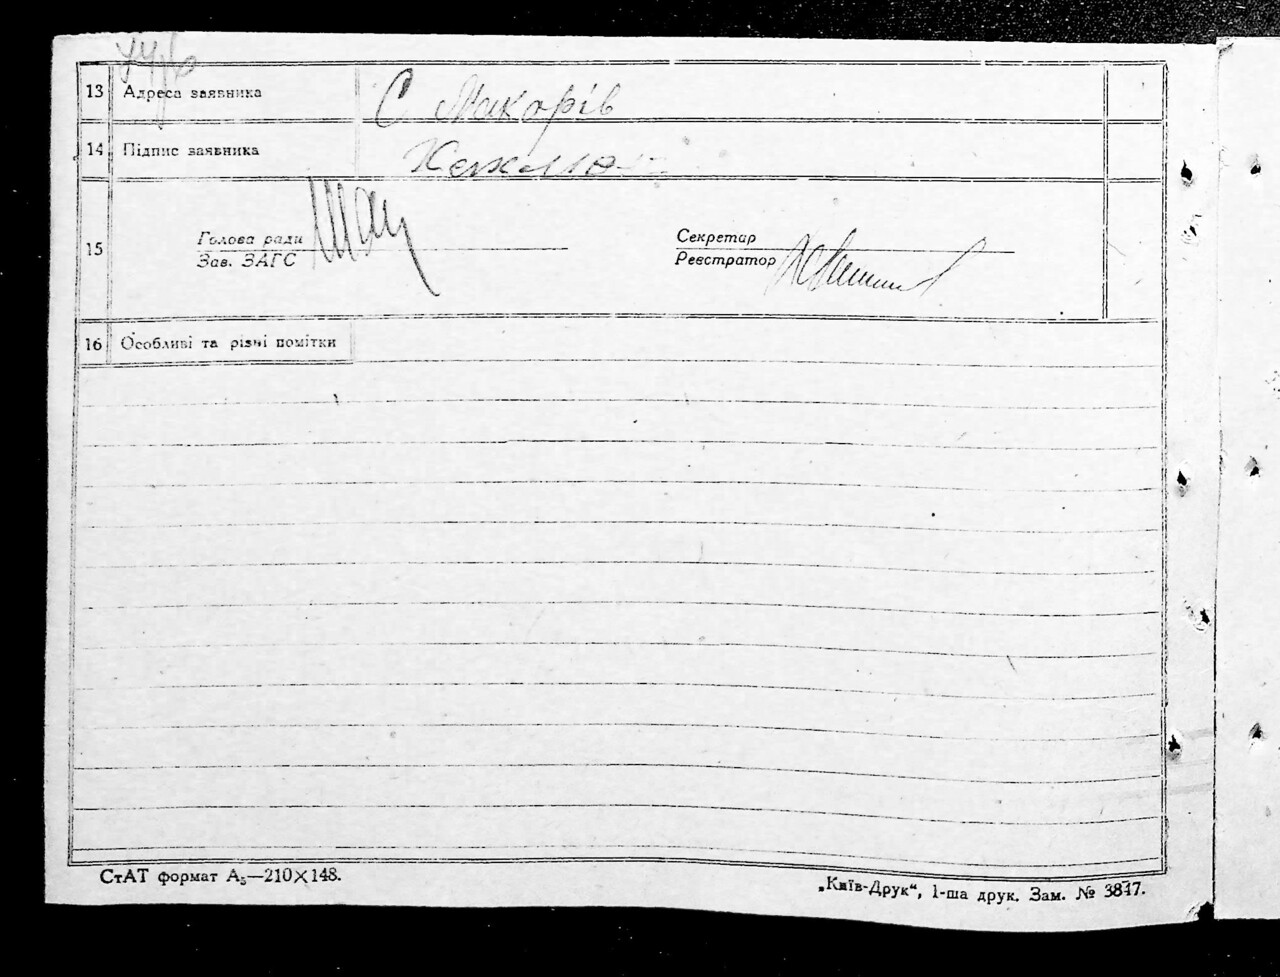 13 Адреса заявника С. Макорів
14 Підпис заявника
15
Голова ради
Зав. ЗАГС
Секретар
Реєстратор
16 Особливі та різні помітки
СтАТ формат А₅—210×148.
„Київ-Друк“, 1-ша друк. Зам. № 3847.